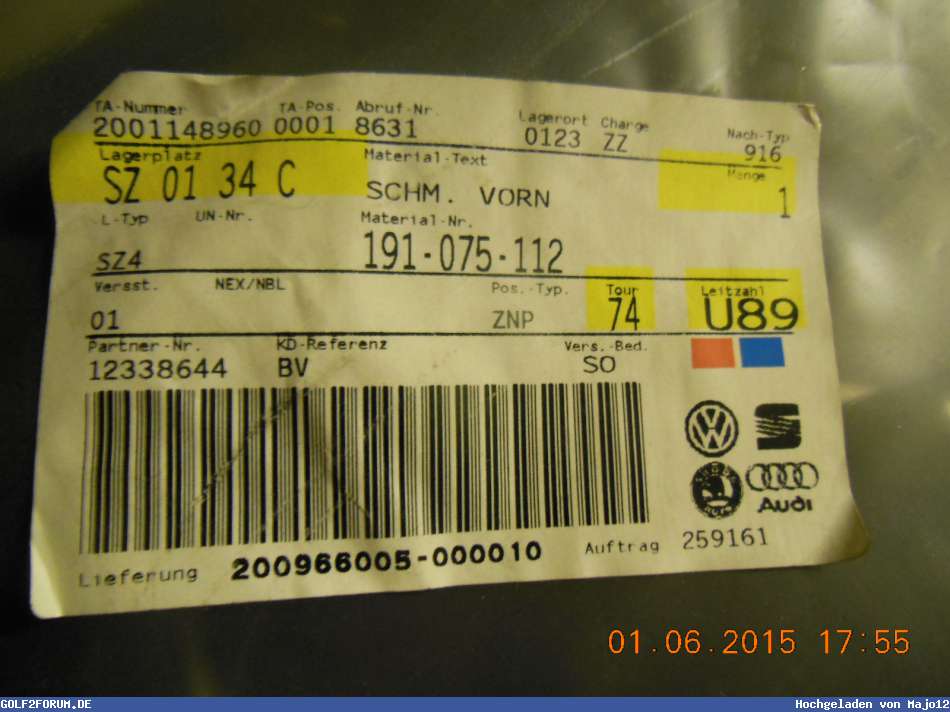 TA-Nummer TA-Pos. Abruf-Nr. Lagerort Charge Nach-Typ
2001148960 0001 8631 0123 ZZ 916
Lagerplatz Material-Text Menge
SZ 01 34 C SCHM. VORN 1
L-Typ UN-Nr. Material-Nr.
SZ4 191-075-112
Versst. NEX/NBL Pos.-Typ. Tour Leitzahl
01 ZNP 74 U89
Partner-Nr. KD-Referenz Vers.-Bed.
12338644 BV SO
Audi
Lieferung 200966005-000010 Auftrag 259161
01.06.2015 17:55
GOLF2FORUM.DE Hochgeladen von Majo12